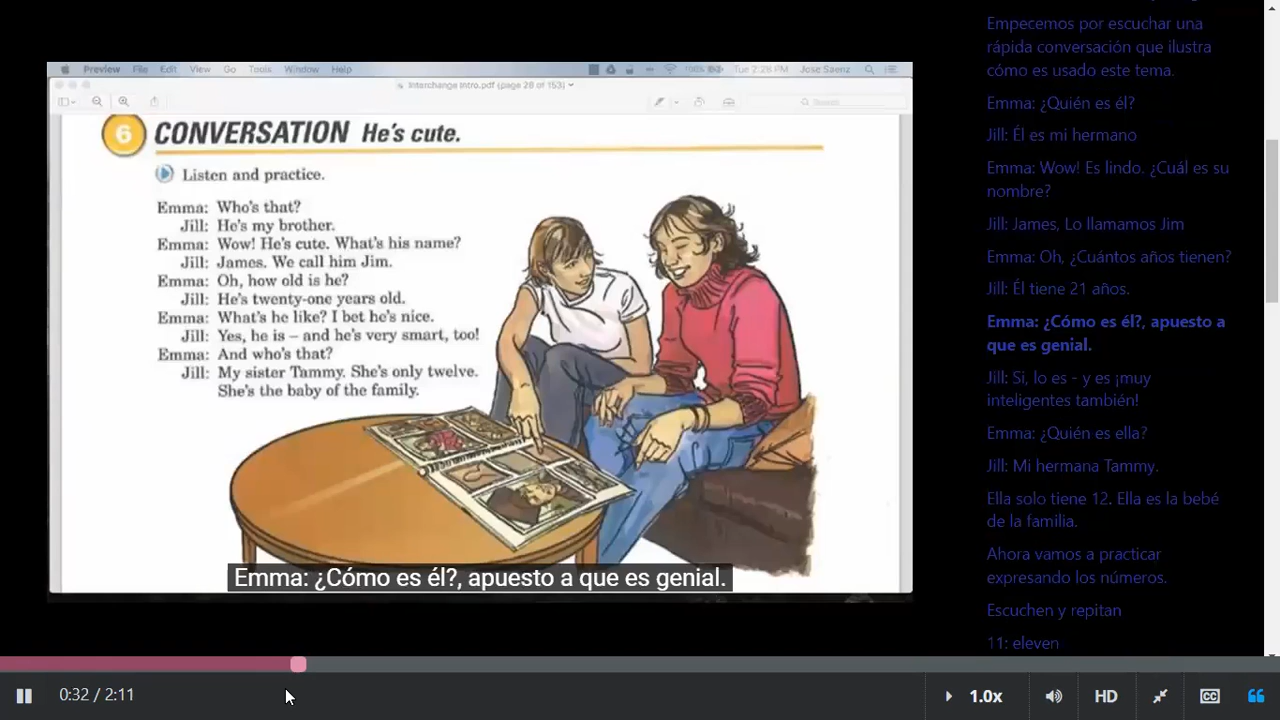 Preview File Edit View Go Tools Window Help
100% Tue 2:28 PM Jose Saenz
Interchange Intro.pdf (page 28 of 153)
Search
6 CONVERSATION He's cute.
Listen and practice.
Emma: Who's that?
Jill: He's my brother.
Emma: Wow! He's cute. What's his name?
Jill: James. We call him Jim.
Emma: Oh, how old is he?
Jill: He's twenty-one years old.
Emma: What's he like? I bet he's nice.
Jill: Yes, he is – and he's very smart, too!
Emma: And who's that?
Jill: My sister Tammy. She's only twelve.
She's the baby of the family.
Emma: ¿Cómo es él?, apuesto a que es genial.
Empecemos por escuchar una
rápida conversación que ilustra
cómo es usado este tema.
Emma: ¿Quién es él?
Jill: Él es mi hermano
Emma: Wow! Es lindo. ¿Cuál es su
nombre?
Jill: James, Lo llamamos Jim
Emma: Oh, ¿Cuántos años tienen?
Jill: Él tiene 21 años.
Emma: ¿Cómo es él?, apuesto a
que es genial.
Jill: Si, lo es - y es ¡muy
inteligentes también!
Emma: ¿Quién es ella?
Jill: Mi hermana Tammy.
Ella solo tiene 12. Ella es la bebé
de la familia.
Ahora vamos a practicar
expresando los números.
Escuchen y repitan
11: eleven
0:32 / 2:11
1.0x
HD
CC